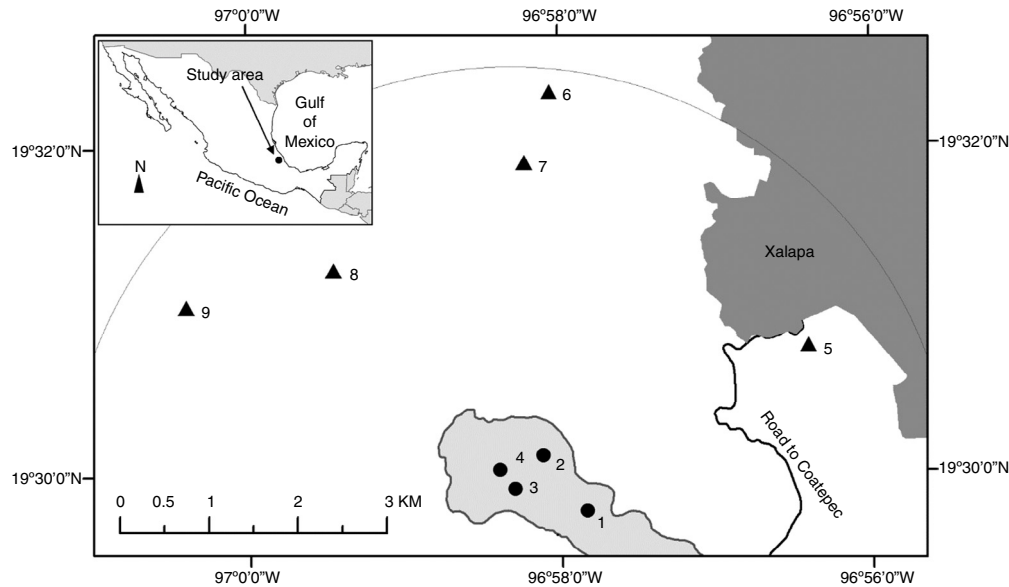 97°0'0"W
96°58'0"W
96°56'0"W
Study area
Gulf
of
Mexico
N
Pacific Ocean
19°32'0"N
19°32'0"N
6
7
8
9
Xalapa
5
Road to Coatepec
4
2
3
1
19°30'0"N
19°30'0"N
0 0.5 1 2 3 KM
97°0'0"W
96°58'0"W
96°56'0"W